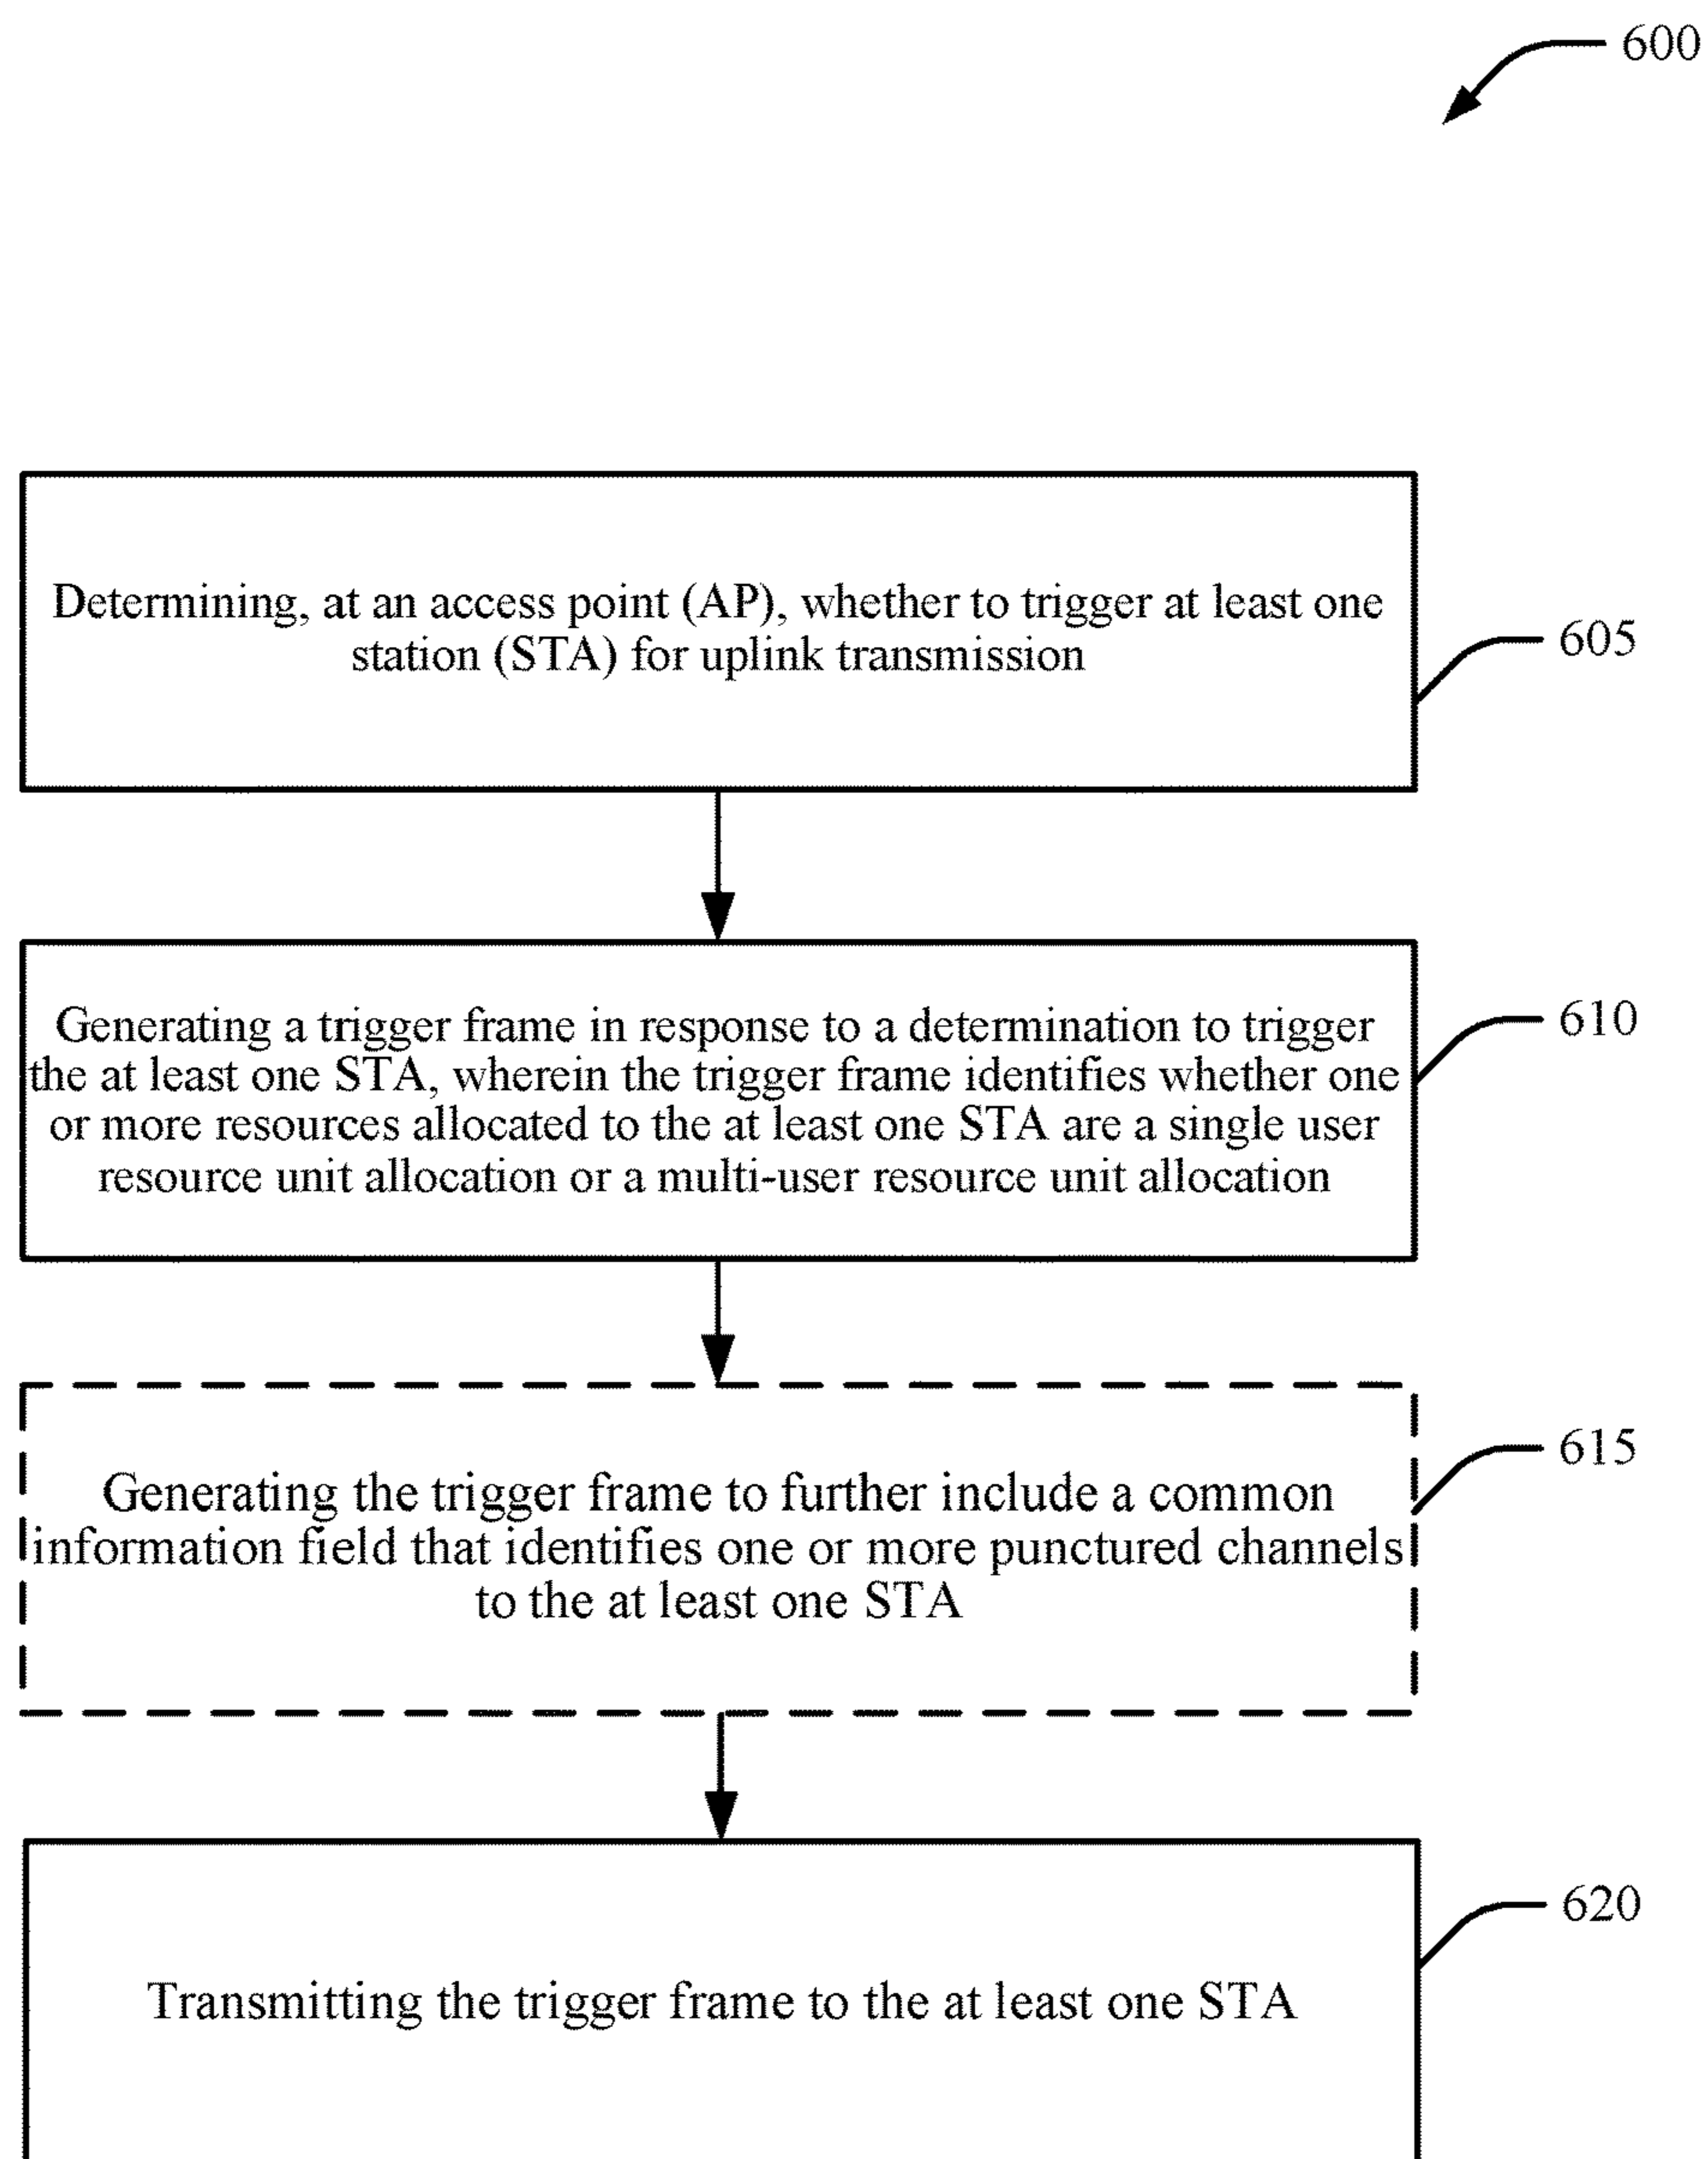 600
Determining, at an access point (AP), whether to trigger at least one
station (STA) for uplink transmission
605
Generating a trigger frame in response to a determination to trigger
the at least one STA, wherein the trigger frame identifies whether one
or more resources allocated to the at least one STA are a single user
resource unit allocation or a multi-user resource unit allocation
610
Generating the trigger frame to further include a common
information field that identifies one or more punctured channels
to the at least one STA
615
Transmitting the trigger frame to the at least one STA
620